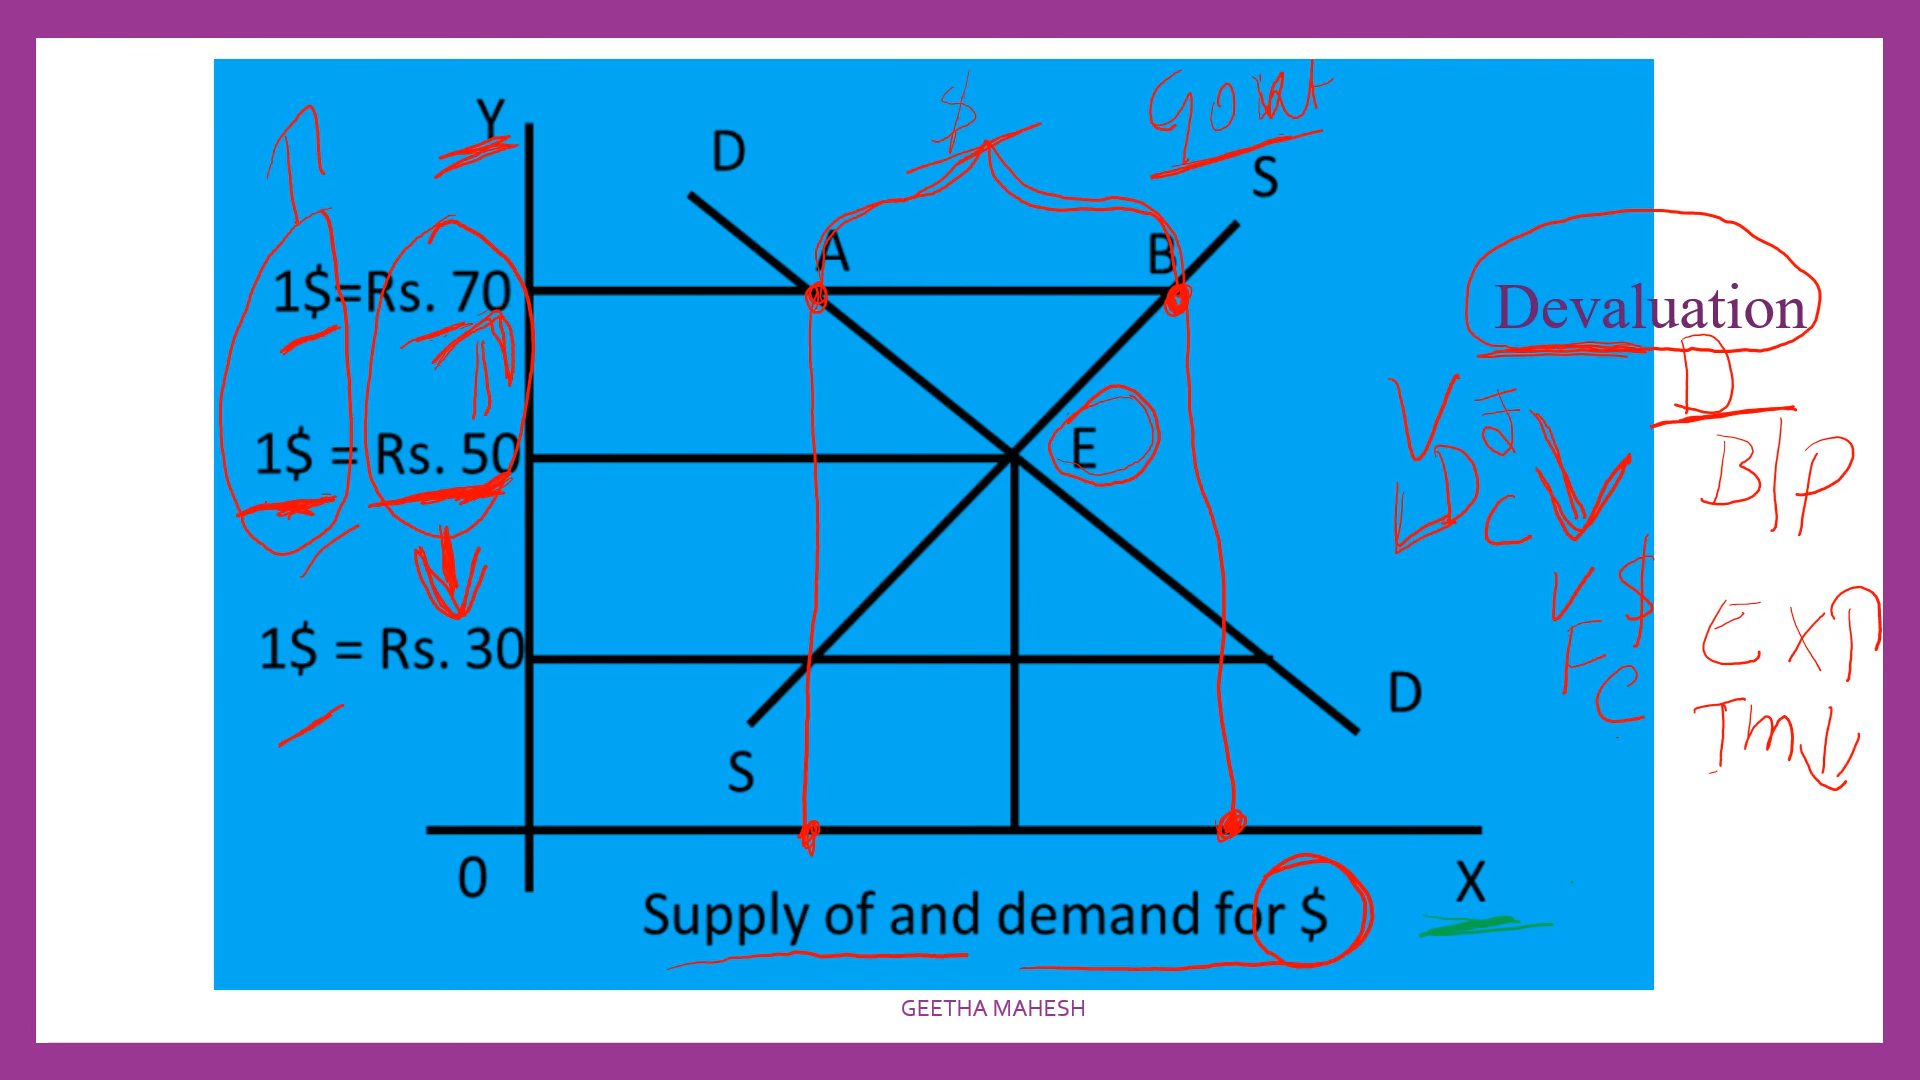 $ Govt
Y
D
S
A
B
1$=Rs. 70
Devaluation
D
1$ = Rs. 50
E
B/P
D C
V $
F C
EX
1$ = Rs. 30
Im
D
S
0
X
Supply of and demand for $
GEETHA MAHESH